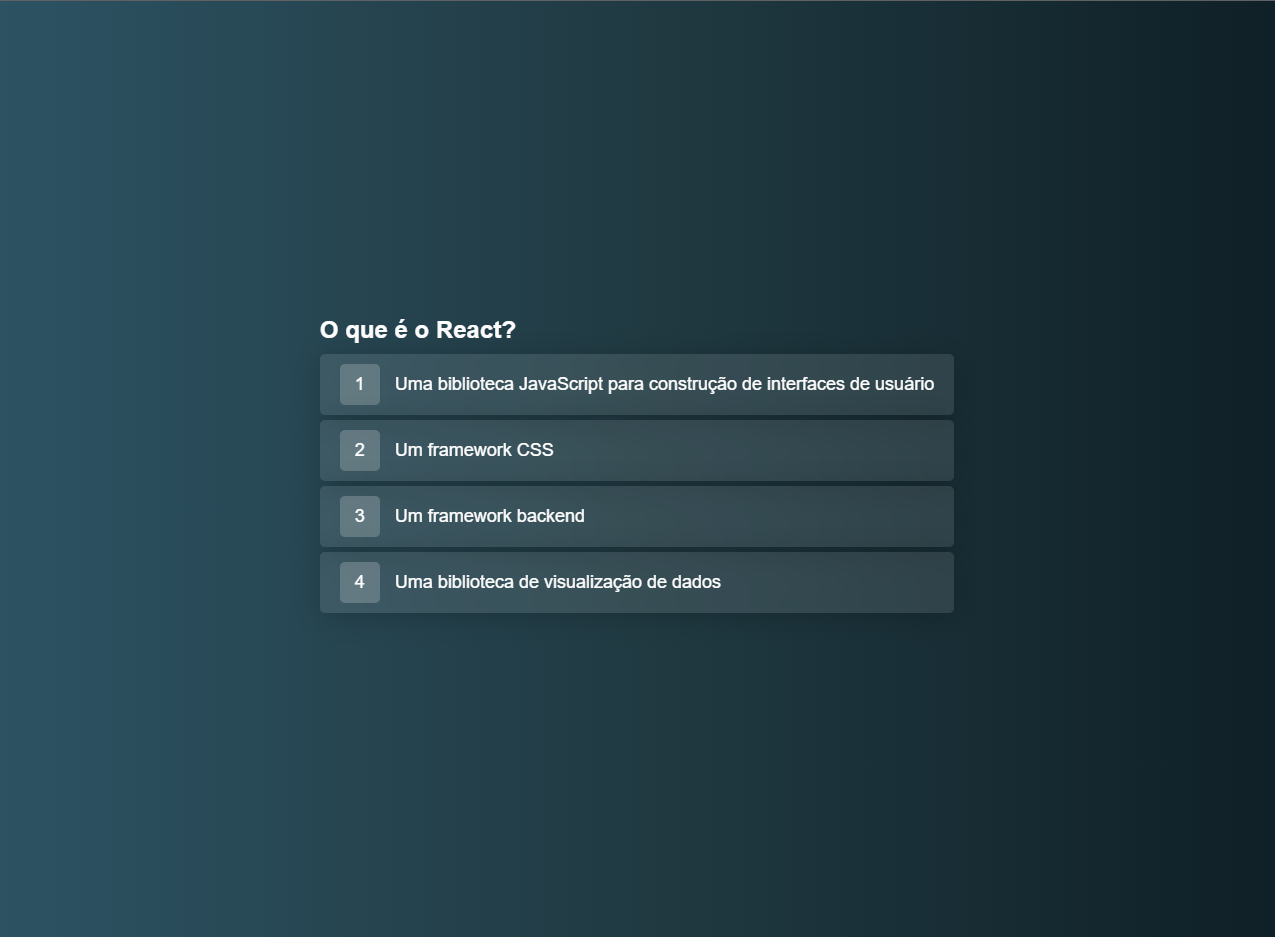 O que é o React?
1 Uma biblioteca JavaScript para construção de interfaces de usuário
2 Um framework CSS
3 Um framework backend
4 Uma biblioteca de visualização de dados